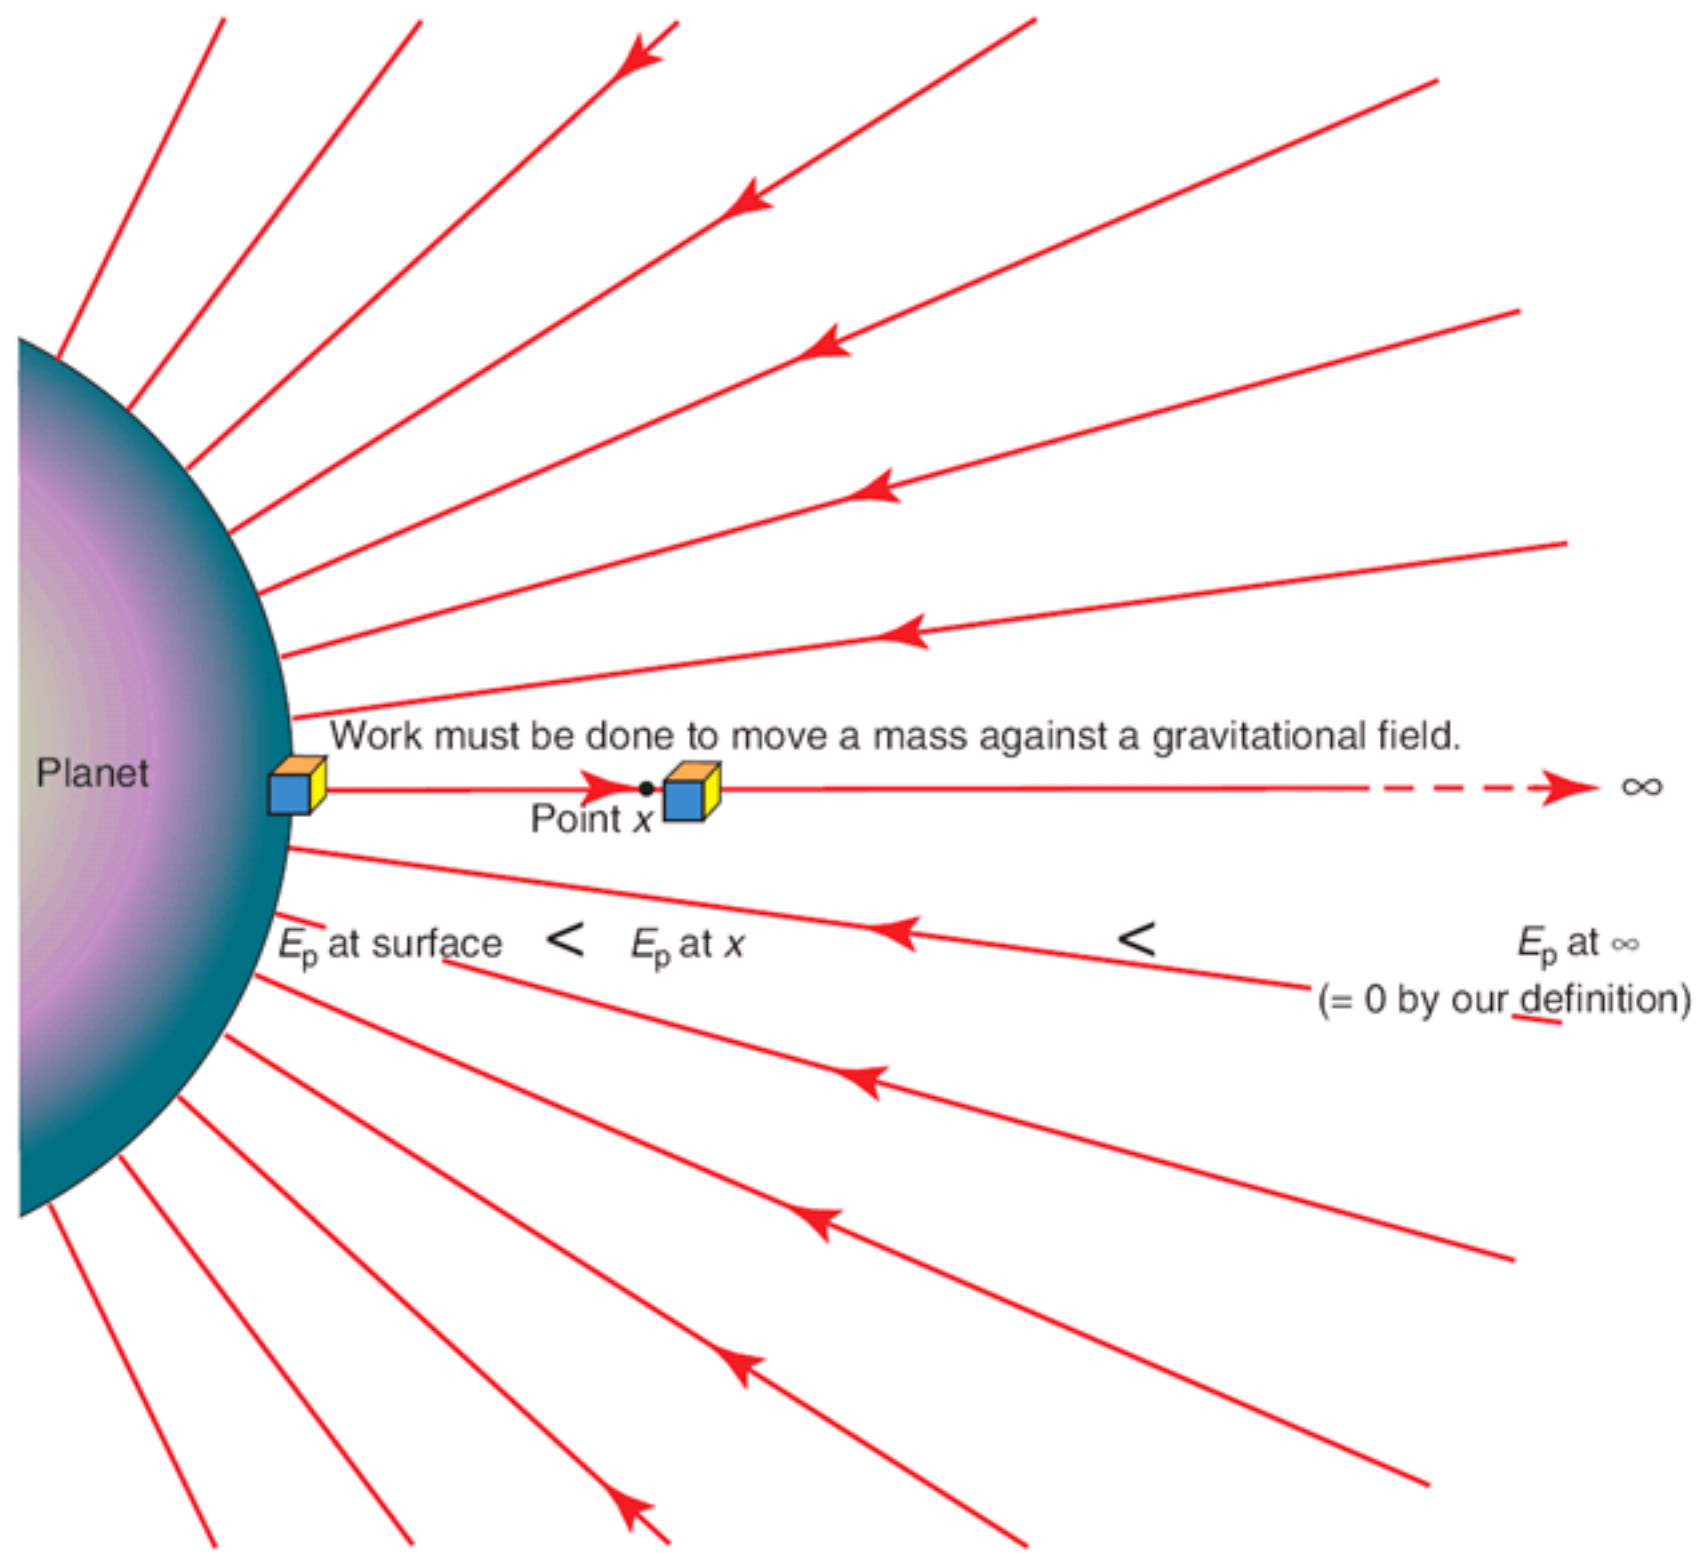 Work must be done to move a mass against a gravitational field.
Planet
∞
Point x
Ep at surface < Ep at x < Ep at ∞
(= 0 by our definition)